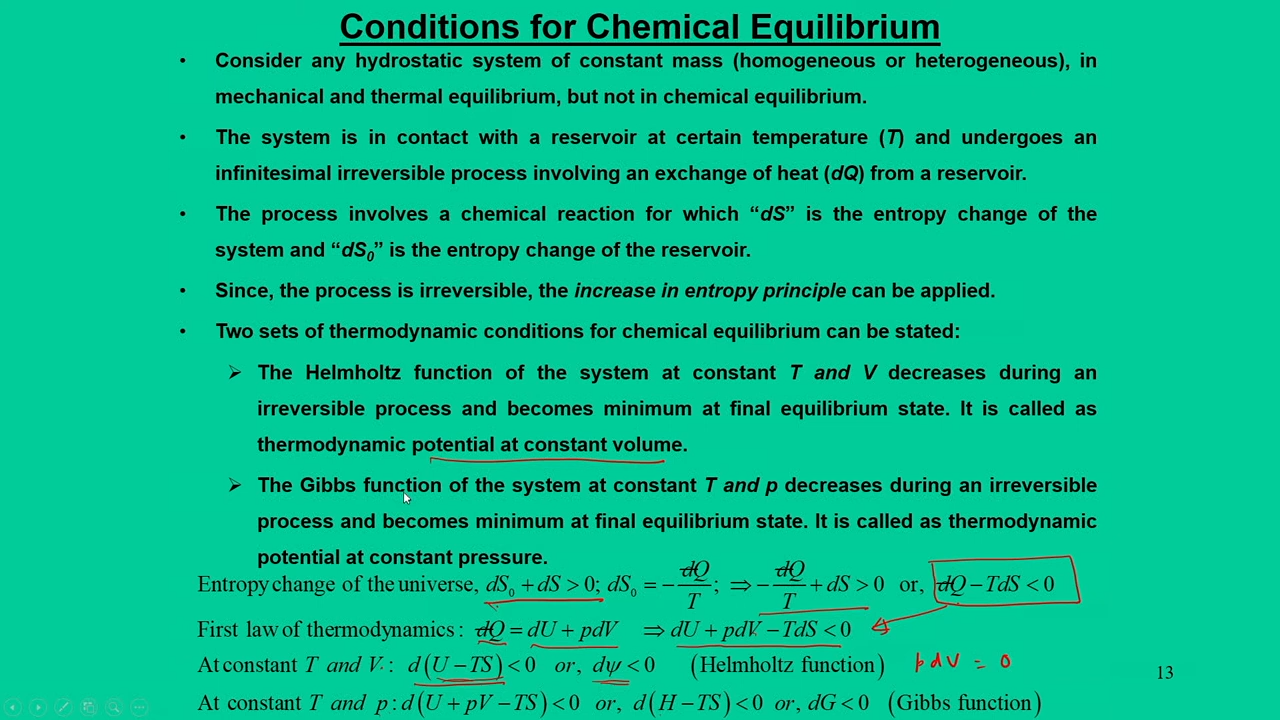 Conditions for Chemical Equilibrium
• Consider any hydrostatic system of constant mass (homogeneous or heterogeneous), in
mechanical and thermal equilibrium, but not in chemical equilibrium.
• The system is in contact with a reservoir at certain temperature (T) and undergoes an
infinitesimal irreversible process involving an exchange of heat (dQ) from a reservoir.
• The process involves a chemical reaction for which “dS” is the entropy change of the
system and “dS₀” is the entropy change of the reservoir.
• Since, the process is irreversible, the increase in entropy principle can be applied.
• Two sets of thermodynamic conditions for chemical equilibrium can be stated:
➢ The Helmholtz function of the system at constant T and V decreases during an
irreversible process and becomes minimum at final equilibrium state. It is called as
thermodynamic potential at constant volume.
➢ The Gibbs function of the system at constant T and p decreases during an irreversible
process and becomes minimum at final equilibrium state. It is called as thermodynamic
potential at constant pressure.
Entropy change of the universe, dS₀ + dS > 0; dS₀ = −đQ/T; ⇒ −đQ/T + dS > 0 or, đQ − TdS < 0
First law of thermodynamics: đQ = dU + pdV ⇒ dU + pdV − TdS < 0
At constant T and V: d(U − TS) < 0 or, dψ < 0 (Helmholtz function) pdV = 0
13
At constant T and p: d(U + pV − TS) < 0 or, d(H − TS) < 0 or, dG < 0 (Gibbs function)